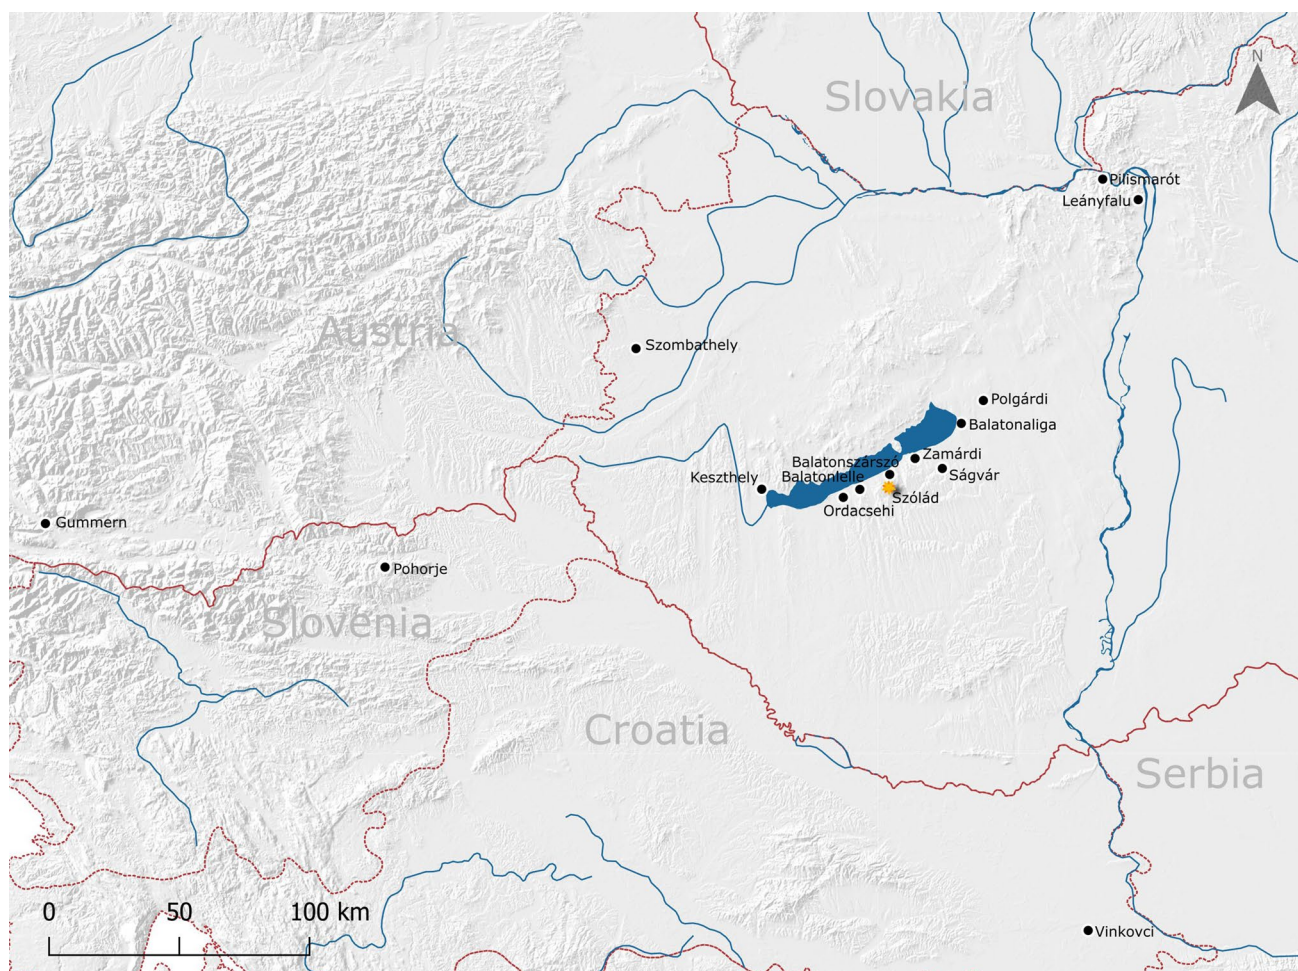 N
Slovakia
Pilismarót
Leányfalu
Austria
Szombathely
Polgárdi
Balatonaliga
Zamárdi
Balatonszárszó
Ságvár
Keszthely
Balatonlelle
Szólád
Ordacsehi
Gummern
Pohorje
Slovenia
Croatia
Serbia
0 50 100 km
Vinkovci